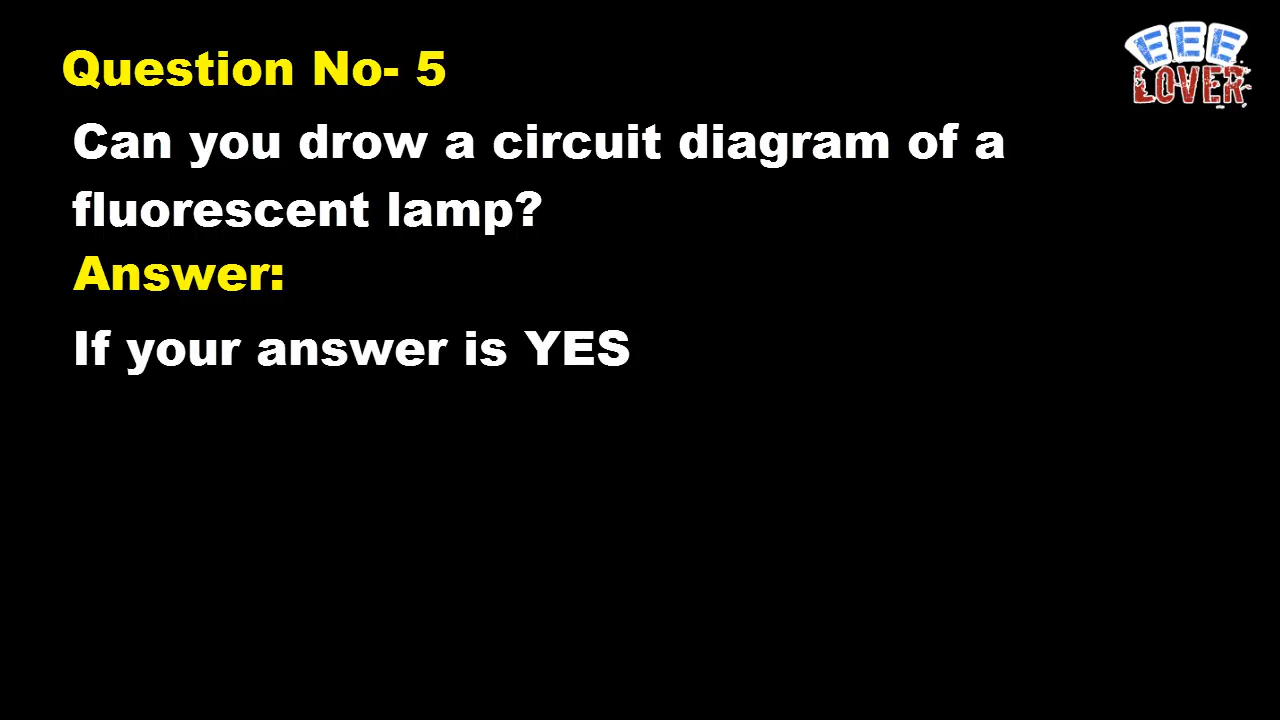 Question No- 5
EEE
LOVER
Can you drow a circuit diagram of a
fluorescent lamp?
Answer:
If your answer is YES